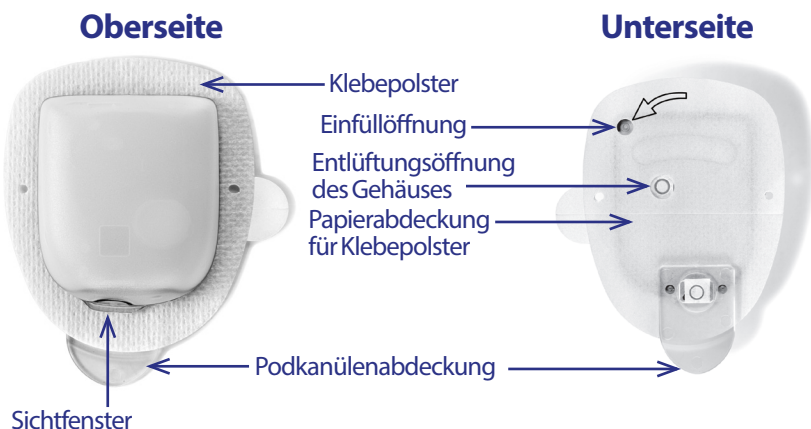 Oberseite
Unterseite
Klebepolster
Einfüllöffnung
Entlüftungsöffnung
des Gehäuses
Papierabdeckung
für Klebepolster
Podkanülenabdeckung
Sichtfenster